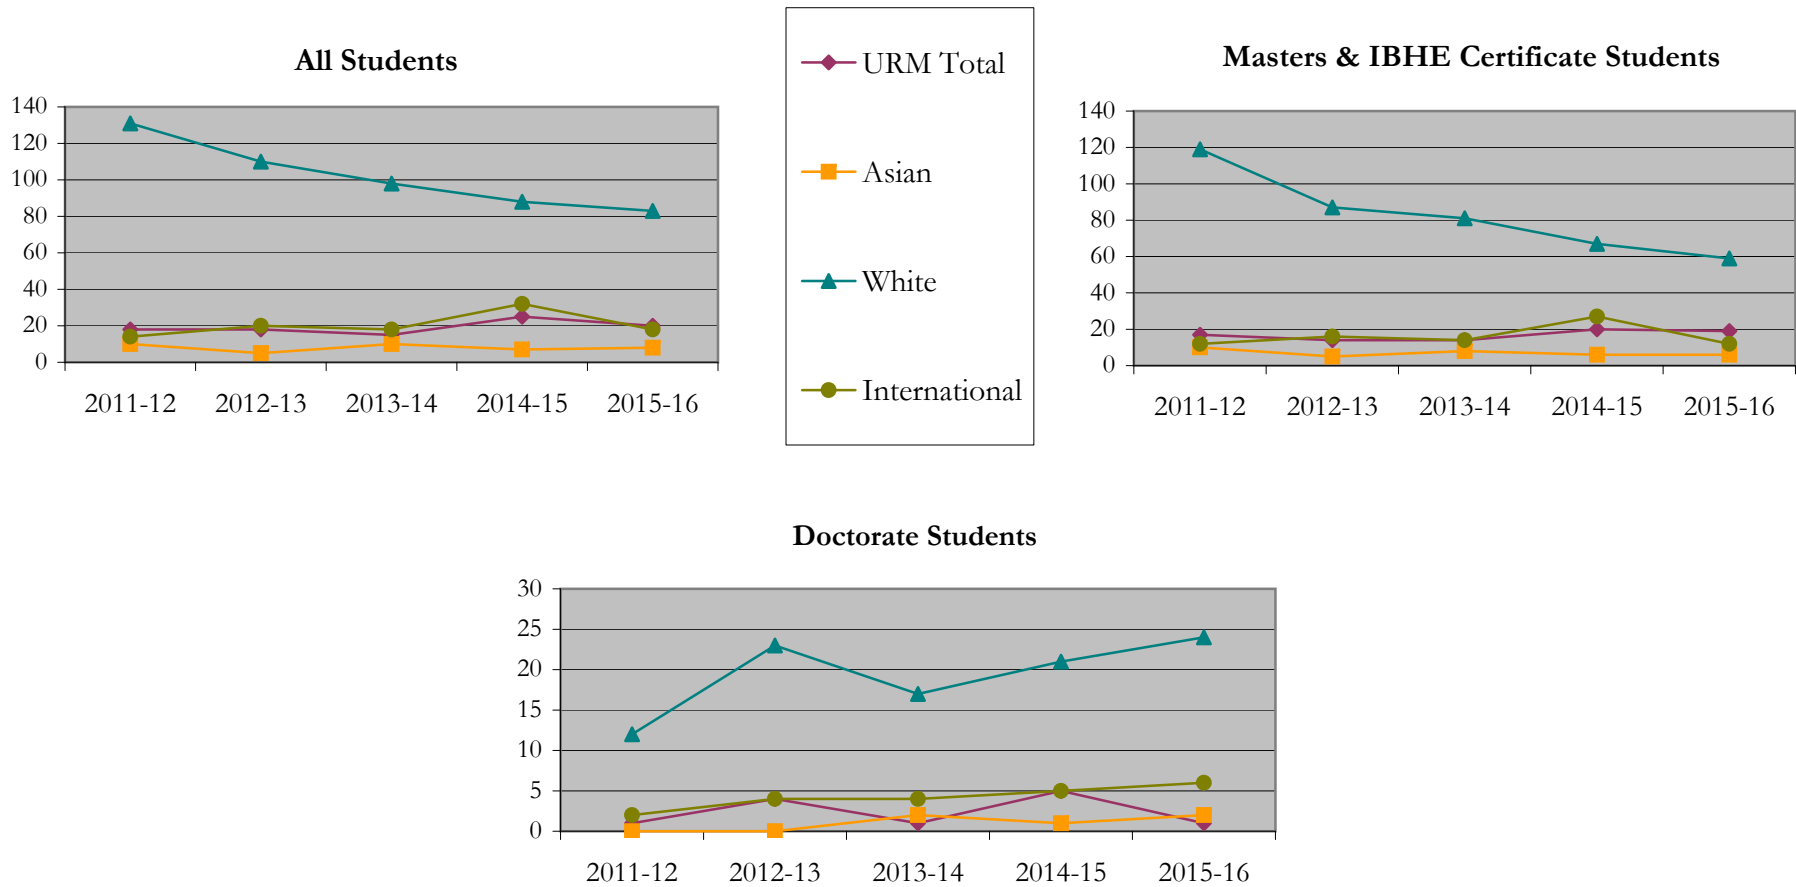 All Students
140
120
100
80
60
40
20
0
2011-12 2012-13 2013-14 2014-15 2015-16
URM Total
Asian
White
International
Masters & IBHE Certificate Students
140
120
100
80
60
40
20
0
2011-12 2012-13 2013-14 2014-15 2015-16
Doctorate Students
30
25
20
15
10
5
0
2011-12 2012-13 2013-14 2014-15 2015-16